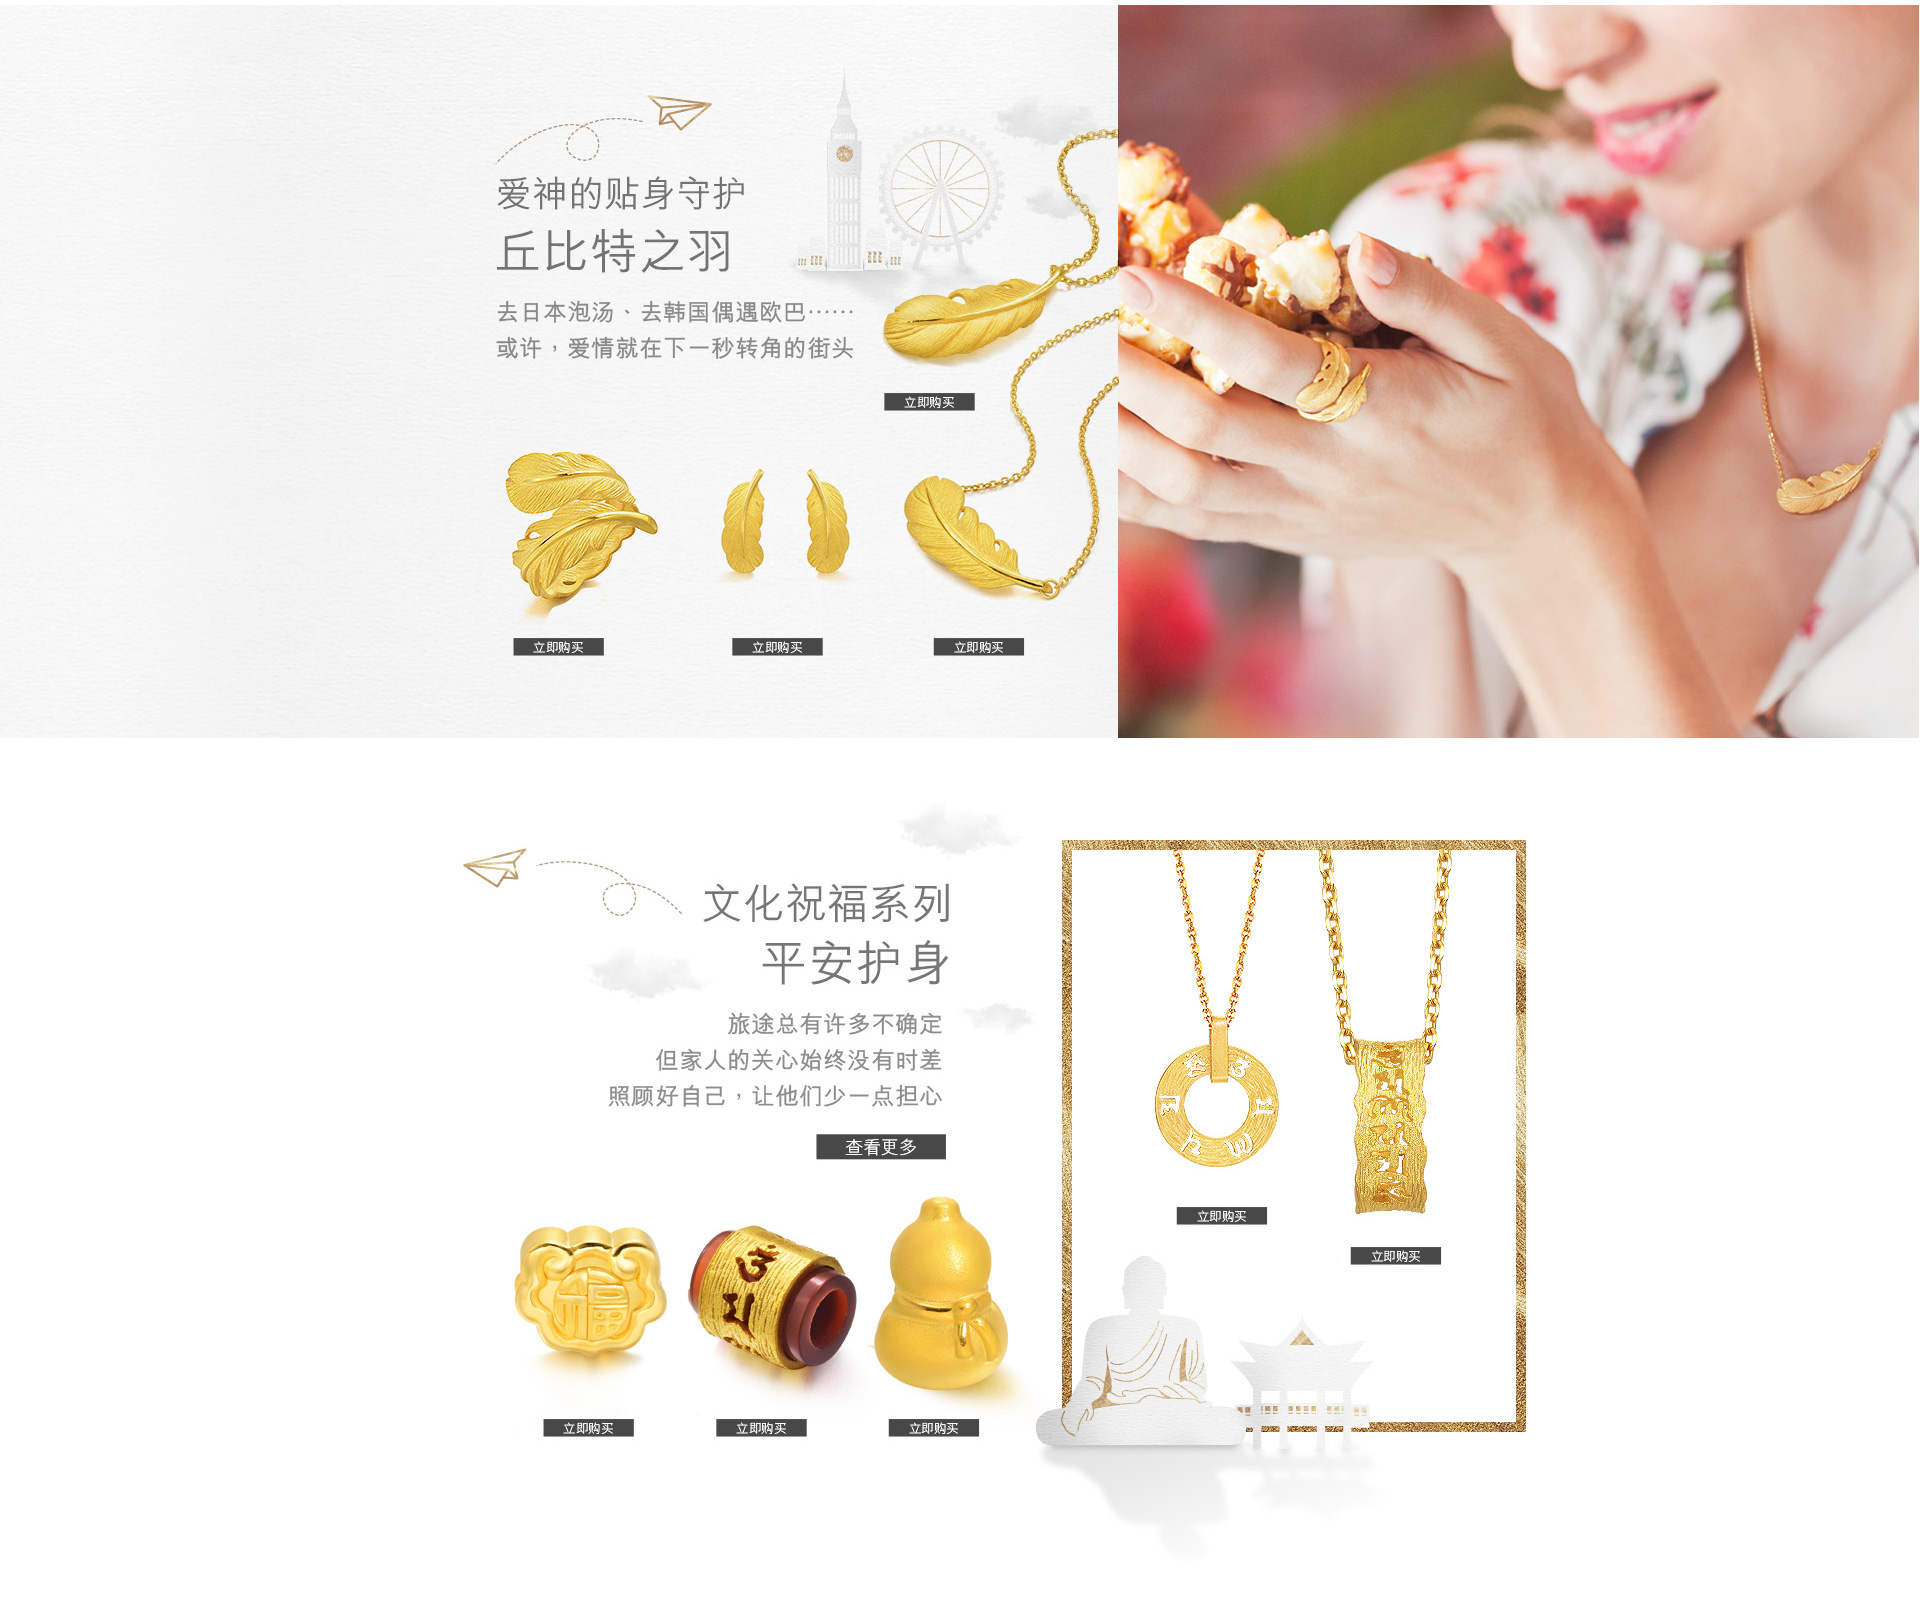 爱神的贴身守护
丘比特之羽
去日本泡汤、去韩国偶遇欧巴……
或许，爱情就在下一秒转角的街头
立即购买
立即购买
立即购买
立即购买
文化祝福系列
平安护身
旅途总有许多不确定
但家人的关心始终没有时差
照顾好自己，让他们少一点担心
查看更多
立即购买
立即购买
福
立即购买
立即购买
立即购买